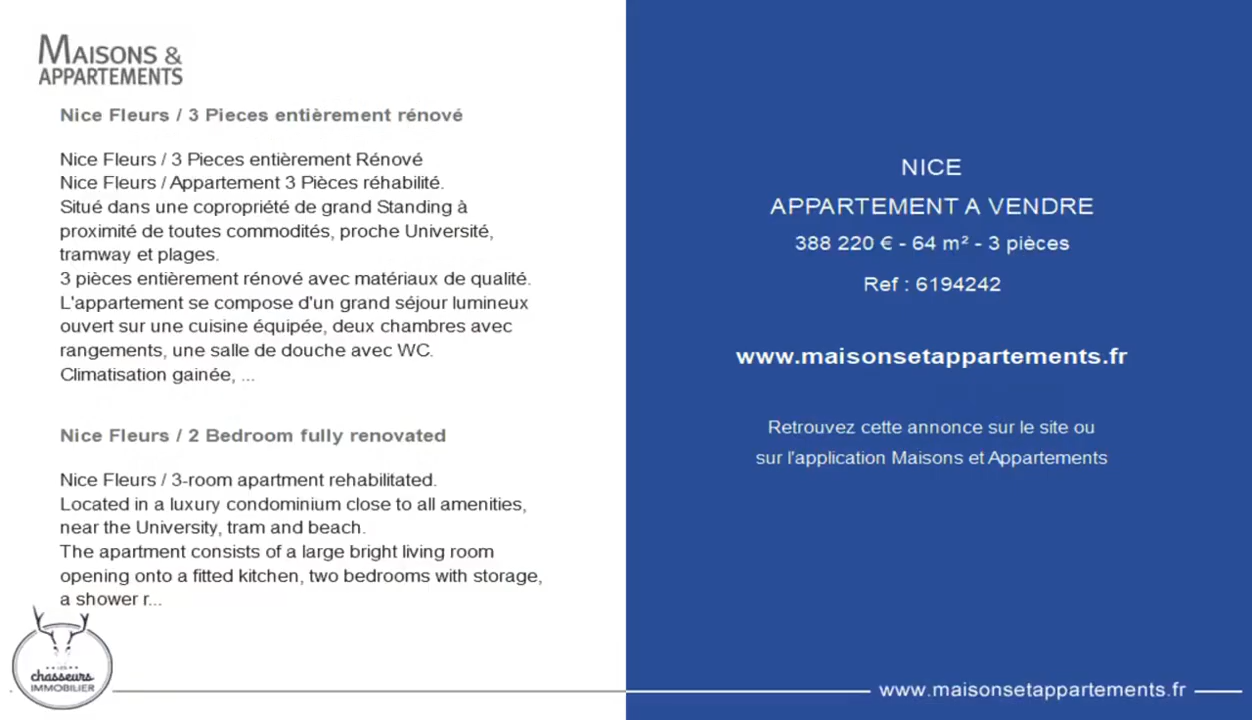 MAISONS &
APPARTEMENTS
Nice Fleurs / 3 Pieces entièrement rénové
Nice Fleurs / 3 Pieces entièrement Rénové
Nice Fleurs / Appartement 3 Pièces réhabilité.
Situé dans une copropriété de grand Standing à
proximité de toutes commodités, proche Université,
tramway et plages.
3 pièces entièrement rénové avec matériaux de qualité.
L'appartement se compose d'un grand séjour lumineux
ouvert sur une cuisine équipée, deux chambres avec
rangements, une salle de douche avec WC.
Climatisation gainée, ...
Nice Fleurs / 2 Bedroom fully renovated
Nice Fleurs / 3-room apartment rehabilitated.
Located in a luxury condominium close to all amenities,
near the University, tram and beach.
The apartment consists of a large bright living room
opening onto a fitted kitchen, two bedrooms with storage,
a shower r...
LES
chasseurs
IMMOBILIER
NICE
APPARTEMENT A VENDRE
388 220 € - 64 m² - 3 pièces
Ref : 6194242
www.maisonsetappartements.fr
Retrouvez cette annonce sur le site ou
sur l'application Maisons et Appartements
www.maisonsetappartements.fr